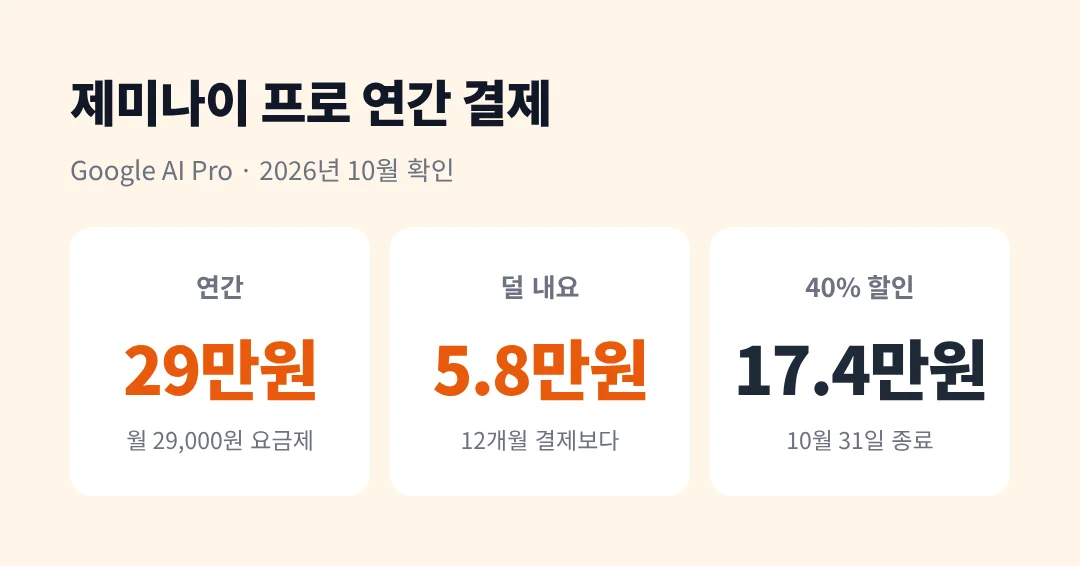 제미나이 프로 연간 결제
Google AI Pro · 2026년 10월 확인
연간
29만원
월 29,000원 요금제
덜 내요
5.8만원
12개월 결제보다
40% 할인
17.4만원
10월 31일 종료